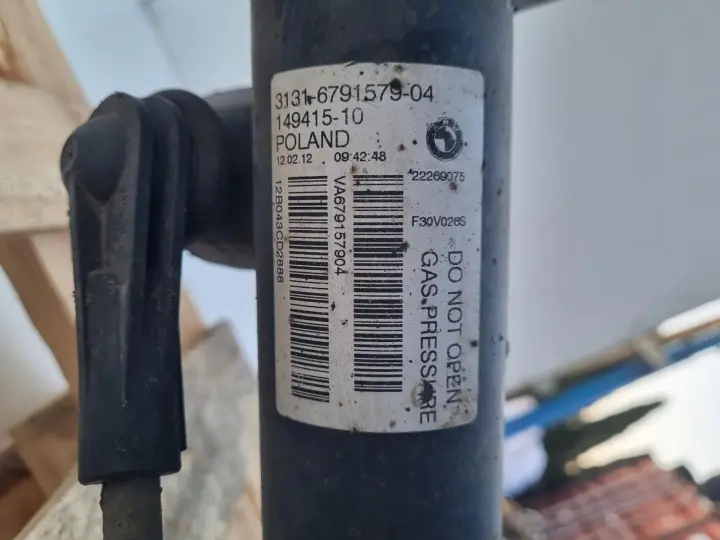 3131-6791579-04
149415-10
POLAND
12.02.12 09:42:48
22269075
F30V026S
12B043CD2888
VA679157904
DO NOT OPEN
GAS PRESSURE